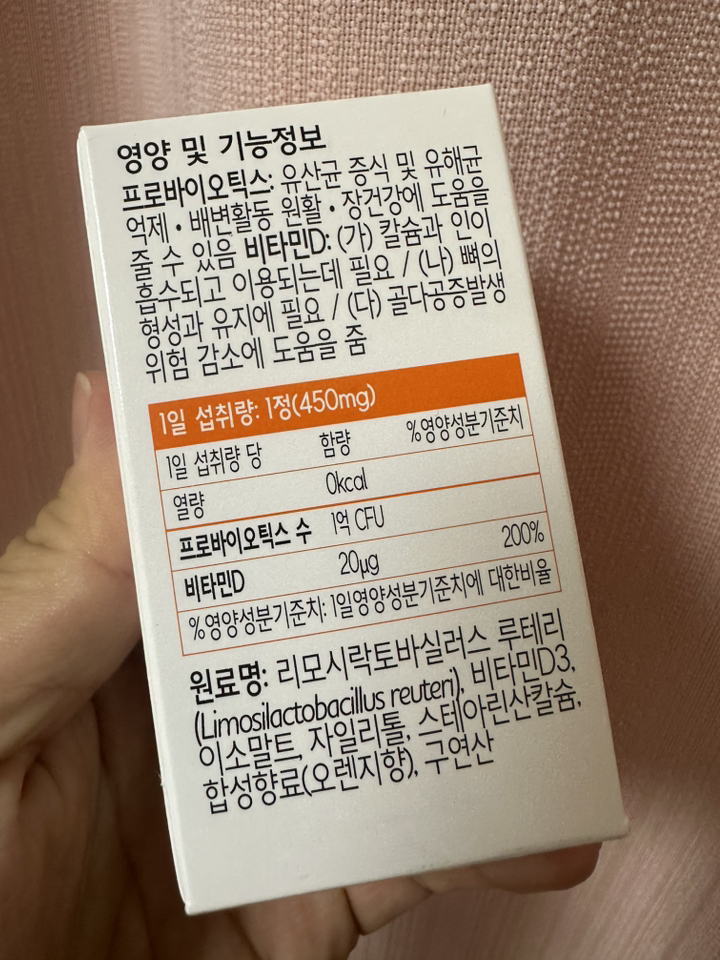 영양 및 기능정보
프로바이오틱스: 유산균 증식 및 유해균
억제 • 배변활동 원활 • 장건강에 도움을
줄 수 있음 비타민D: (가) 칼슘과 인이
흡수되고 이용되는데 필요 / (나) 뼈의
형성과 유지에 필요 / (다) 골다공증발생
위험 감소에 도움을 줌
1일 섭취량: 1정(450mg)
1일 섭취량 당 함량 %영양성분기준치
열량 0kcal
프로바이오틱스 수 1억 CFU
비타민D 20µg 200%
%영양성분기준치: 1일영양성분기준치에 대한비율
원료명: 리모시락토바실러스 루테리
(Limosilactobacillus reuteri), 비타민D3,
이소말트, 자일리톨, 스테아린산칼슘,
합성향료(오렌지향), 구연산